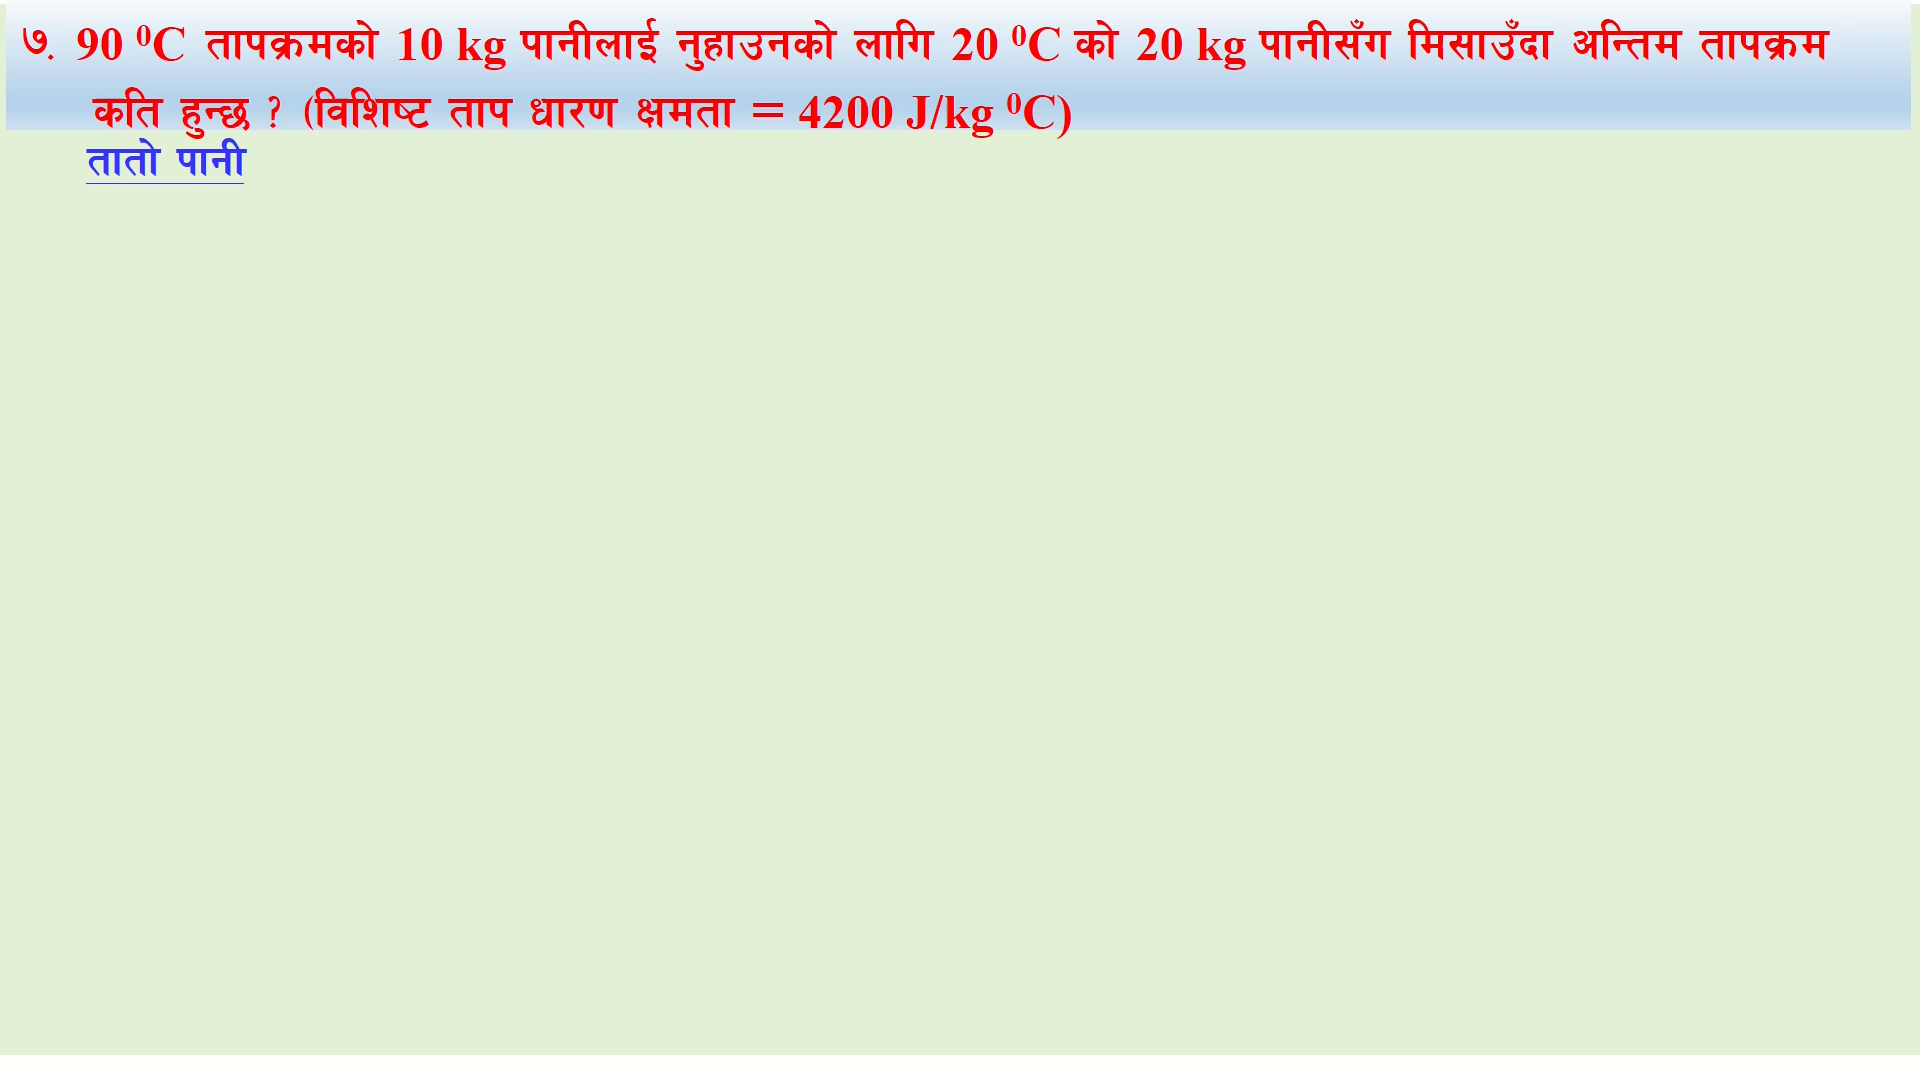 ७. 90 ⁰C तापक्रमको 10 kg पानीलाई नुहाउनको लागि 20 ⁰C को 20 kg पानीसँग मिसाउँदा अन्तिम तापक्रम
कति हुन्छ ? (विशिष्ट ताप धारण क्षमता = 4200 J/kg ⁰C)
तातो पानी